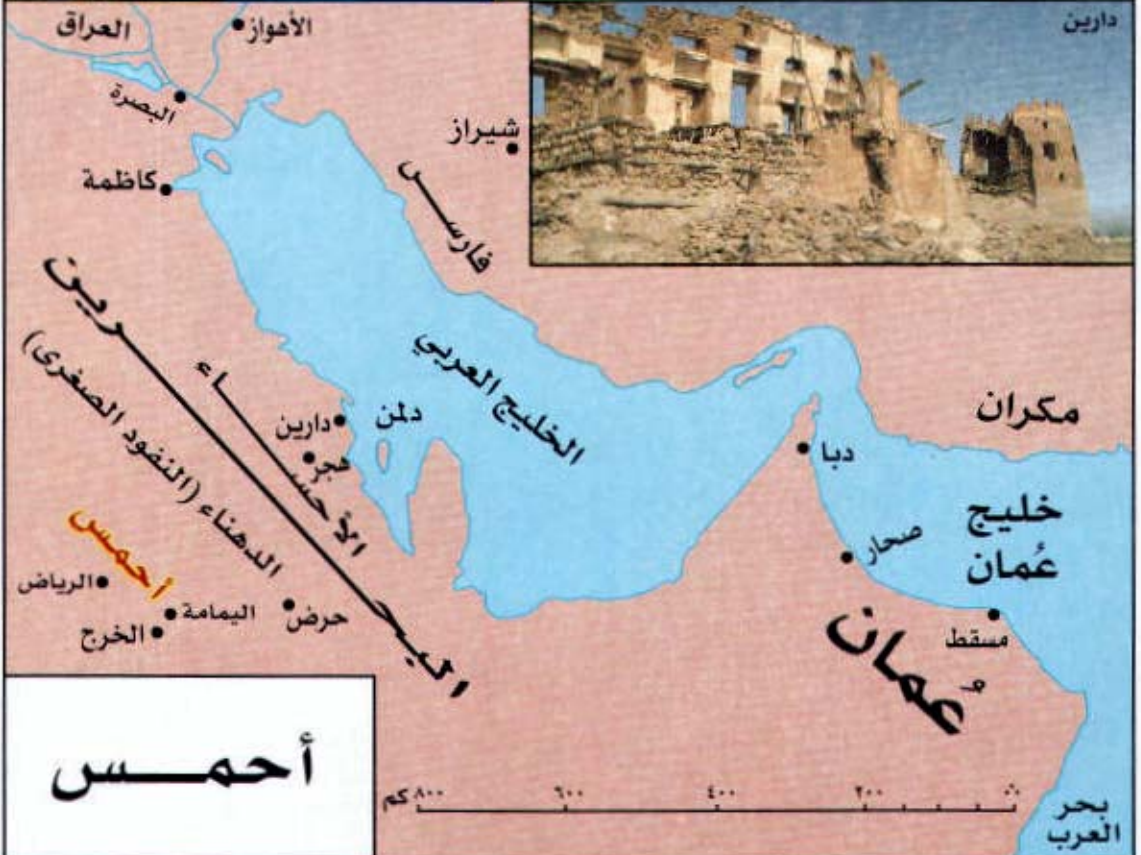 دارين
العراق
الأهواز
البصرة
شيراز
كاظمة
فارس
البحرين
الأحساء
الدهناء (النفود الصغرى)
الخليج العربي
دارين
دلمن
هجر
مكران
دبا
خليج
عُمان
صحار
أحمس
الرياض
اليمامة
حرض
الخرج
مسقط
عُمان
أحمس
٨٠٠ كم ٦٠٠ ٤٠٠ ٢٠٠
بحر
العرب